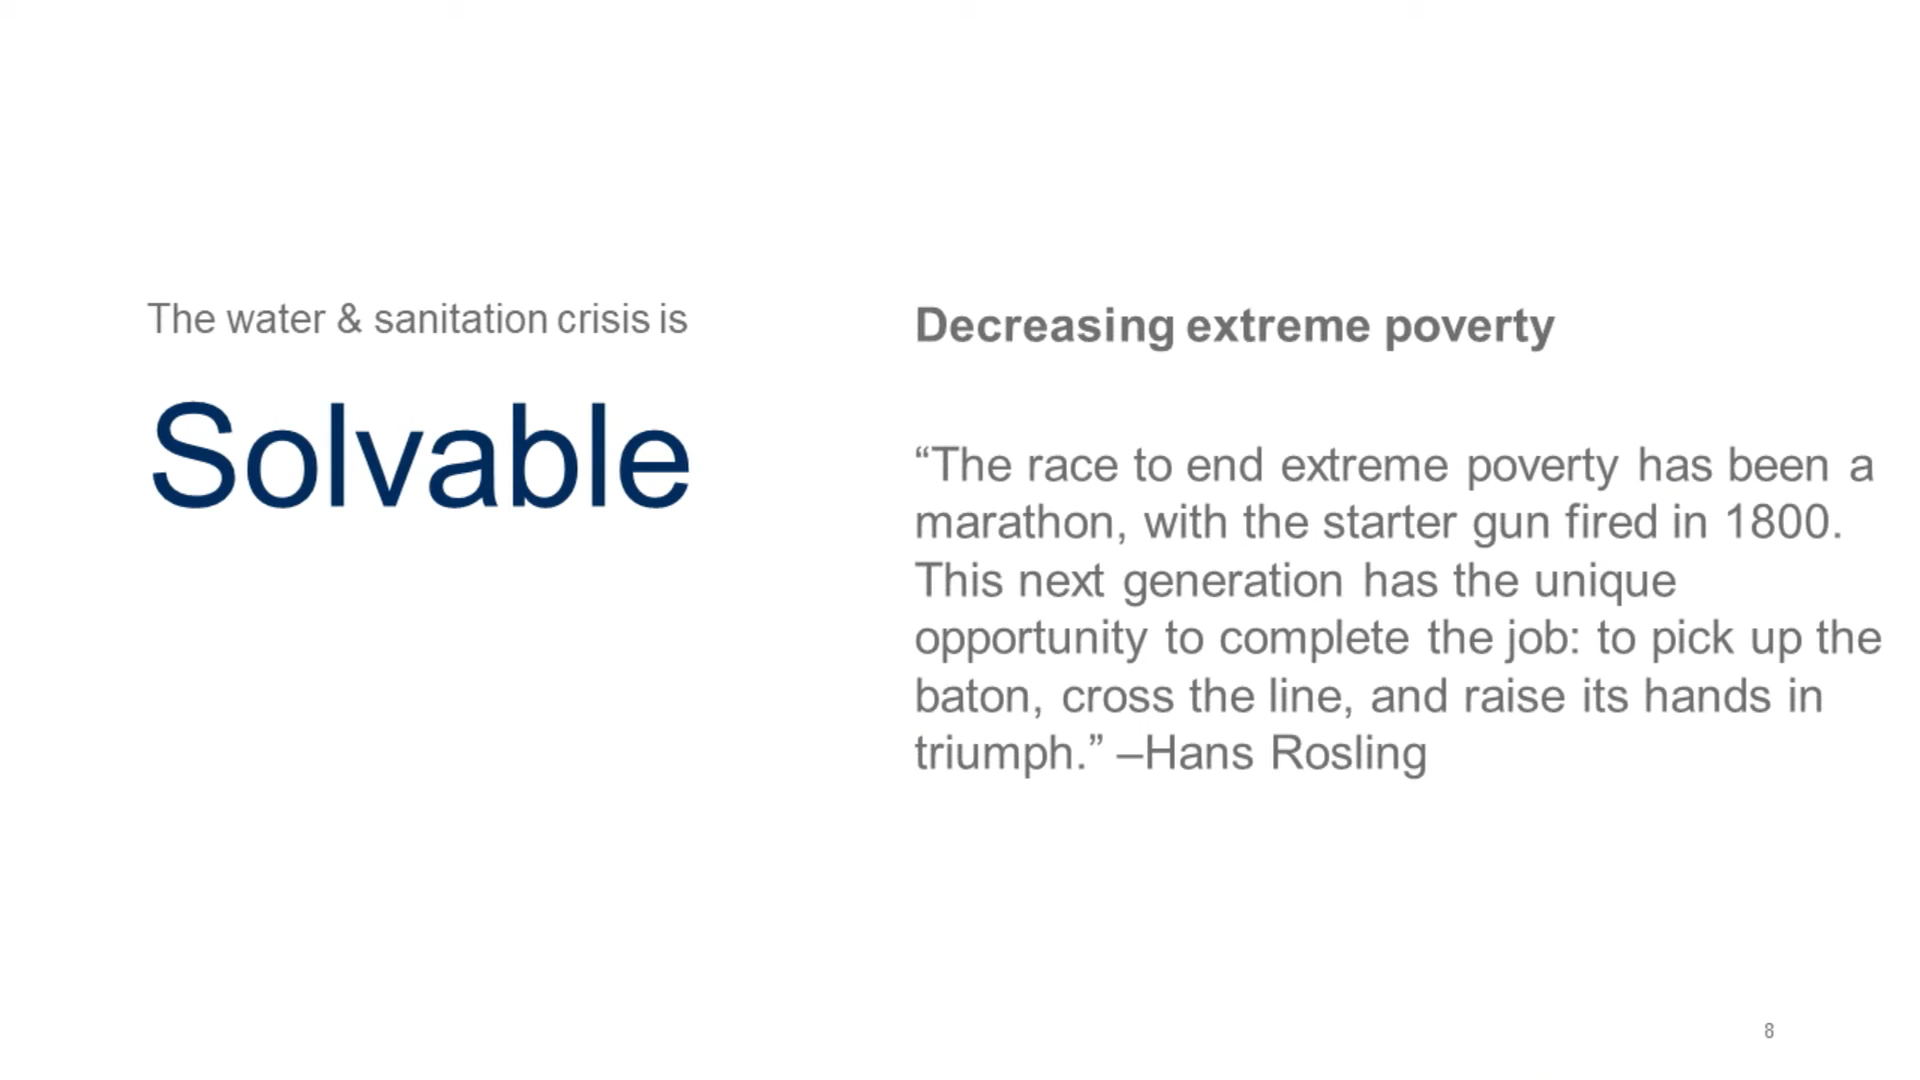 The water & sanitation crisis is
Solvable
Decreasing extreme poverty
“The race to end extreme poverty has been a
marathon, with the starter gun fired in 1800.
This next generation has the unique
opportunity to complete the job: to pick up the
baton, cross the line, and raise its hands in
triumph.” –Hans Rosling
8